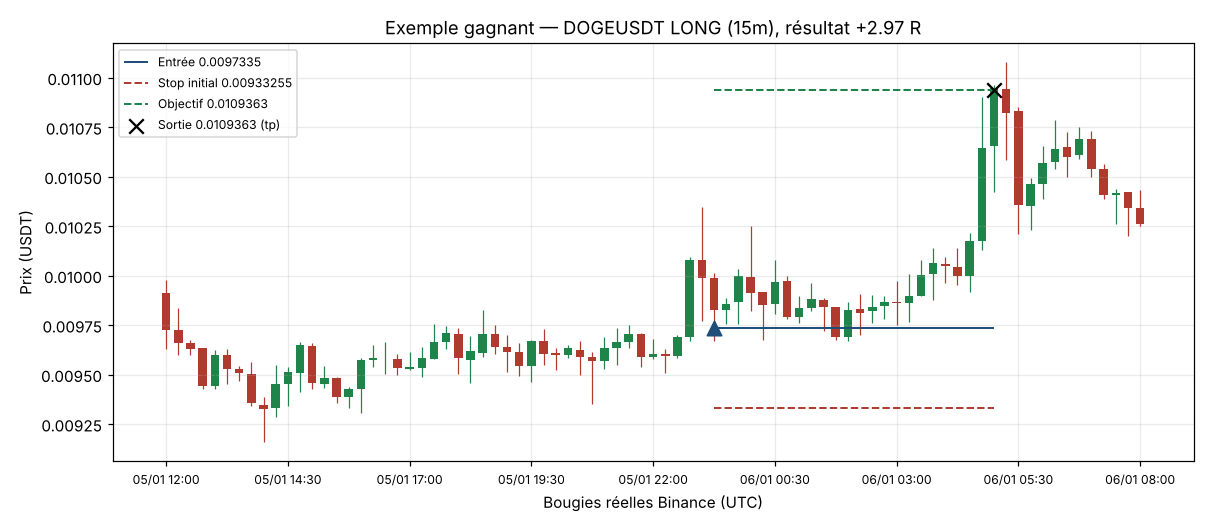 Exemple gagnant — DOGEUSDT LONG (15m), résultat +2.97 R
Entrée 0.0097335
Stop initial 0.00933255
Objectif 0.0109363
Sortie 0.0109363 (tp)
Prix (USDT)
0.01100
0.01075
0.01050
0.01025
0.01000
0.00975
0.00950
0.00925
05/01 12:00
05/01 14:30
05/01 17:00
05/01 19:30
05/01 22:00
06/01 00:30
06/01 03:00
06/01 05:30
06/01 08:00
Bougies réelles Binance (UTC)